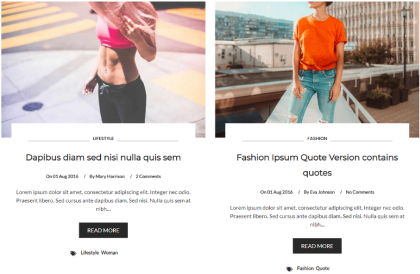 LIFESTYLE
Dapibus diam sed nisi nulla quis sem
On 01 Aug 2016 / By Mary Harrison / 2 Comments
Lorem ipsum dolor sit amet, consectetur adipiscing elit. Integer nec odio.
Praesent libero. Sed cursus ante dapibus diam. Sed nisi. Nulla quis sem at
nibh...
READ MORE
Lifestyle Woman
FASHION
Fashion Ipsum Quote Version contains
quotes
On 01 Aug 2016 / By Eva Johnson / No Comments
Lorem ipsum dolor sit amet, consectetur adipiscing elit. Integer nec odio.
Praesent libero. Sed cursus ante dapibus diam. Sed nisi. Nulla quis sem at
nibh...
READ MORE
Fashion Quote